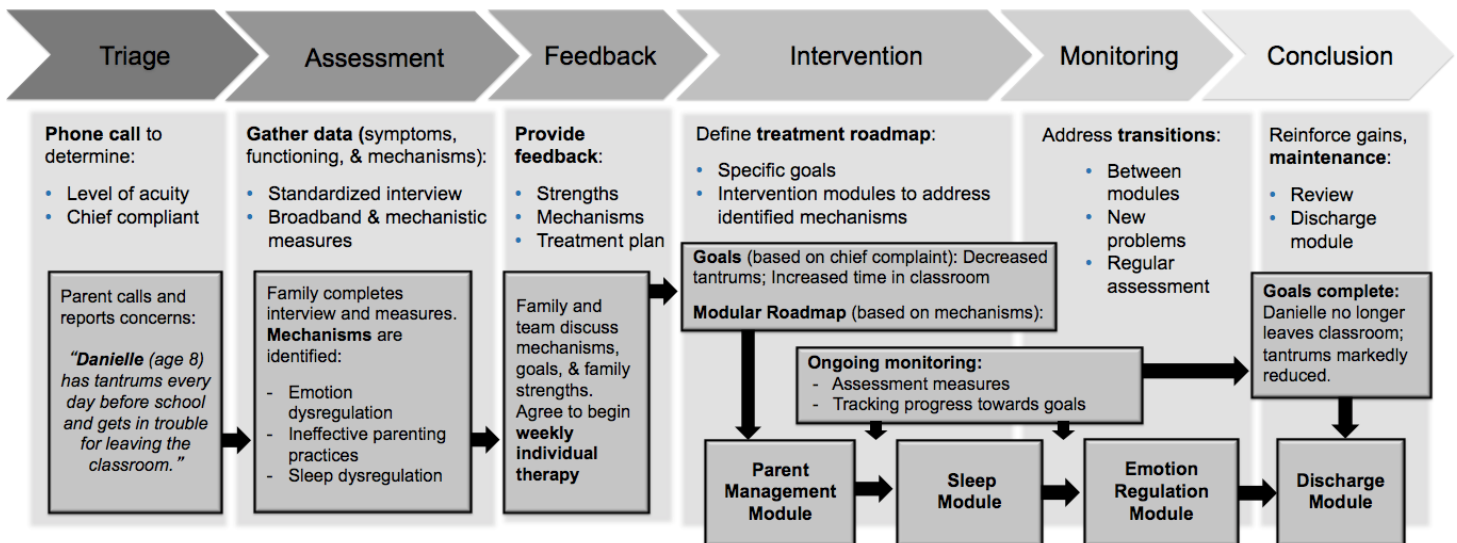 Triage
Assessment
Feedback
Intervention
Monitoring
Conclusion
Phone call to
determine:
• Level of acuity
• Chief compliant
Parent calls and
reports concerns:
"Danielle (age 8)
has tantrums every
day before school
and gets in trouble
for leaving the
classroom."
Gather data (symptoms,
functioning, & mechanisms):
• Standardized interview
• Broadband & mechanistic
measures
Family completes
interview and measures.
Mechanisms are
identified:
- Emotion
dysregulation
- Ineffective parenting
practices
- Sleep dysregulation
Provide
feedback:
• Strengths
• Mechanisms
• Treatment plan
Family and
team discuss
mechanisms,
goals, & family
strengths.
Agree to begin
weekly
individual
therapy
Define treatment roadmap:
• Specific goals
• Intervention modules to address
identified mechanisms
Goals (based on chief complaint): Decreased
tantrums; Increased time in classroom
Modular Roadmap (based on mechanisms):
Address transitions:
• Between
modules
• New
problems
• Regular
assessment
Ongoing monitoring:
- Assessment measures
- Tracking progress towards goals
Reinforce gains,
maintenance:
• Review
• Discharge
module
Goals complete:
Danielle no longer
leaves classroom;
tantrums markedly
reduced.
Parent
Management
Module
Sleep
Module
Emotion
Regulation
Module
Discharge
Module